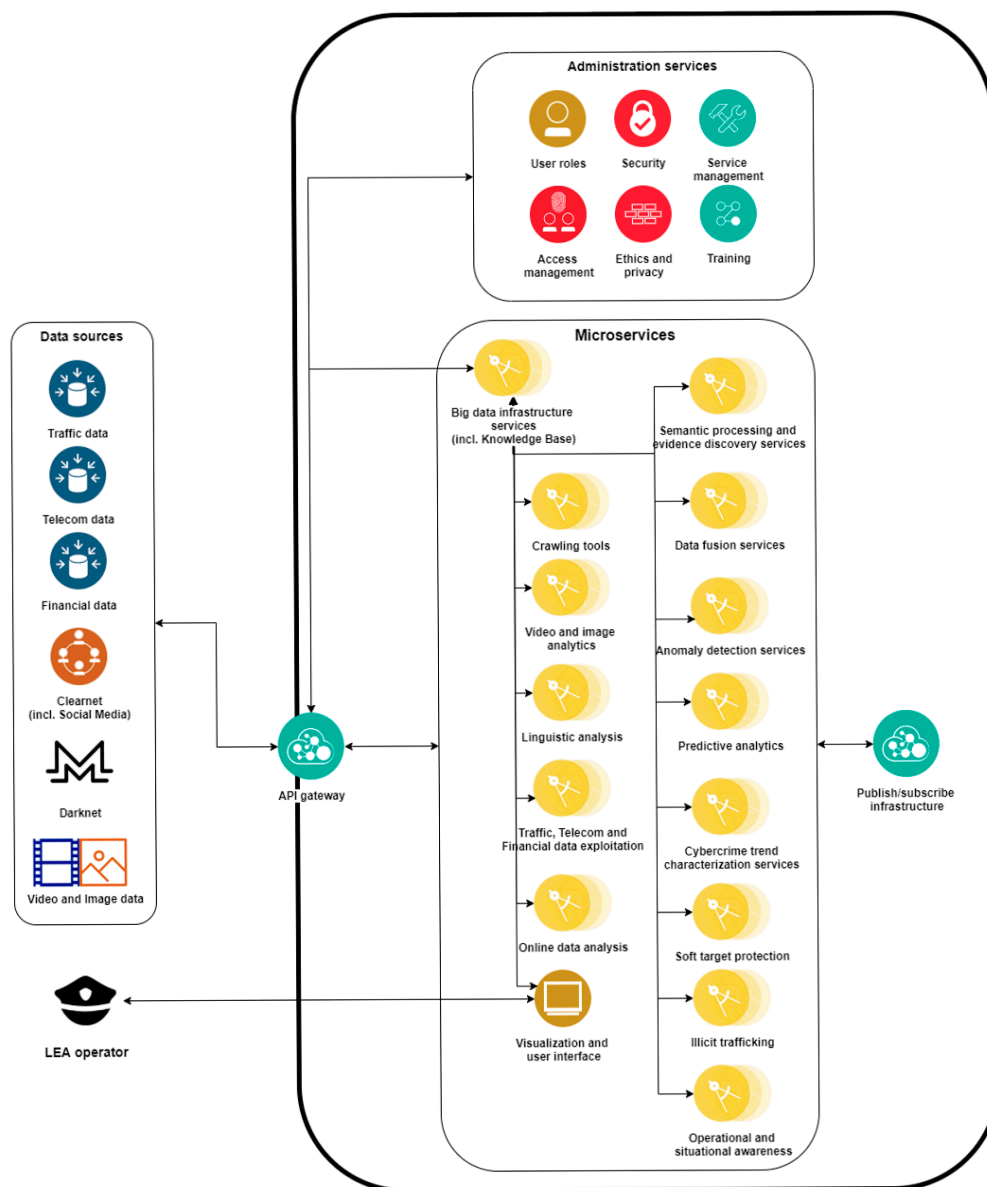 Administration services
User roles
Security
Service
management
Access
management
Ethics and
privacy
Training
Data sources
Traffic data
Telecom data
Financial data
Clearnet
(incl. Social Media)
Darknet
Video and Image data
LEA operator
API gateway
Microservices
Big data infrastructure
services
(incl. Knowledge Base)
Crawling tools
Video and image
analytics
Linguistic analysis
Traffic, Telecom and
Financial data exploitation
Online data analysis
Visualization and
user interface
Semantic processing and
evidence discovery services
Data fusion services
Anomaly detection services
Predictive analytics
Cybercrime trend
characterization services
Soft target protection
Illicit trafficking
Operational and
situational awareness
Publish/subscribe
infrastructure